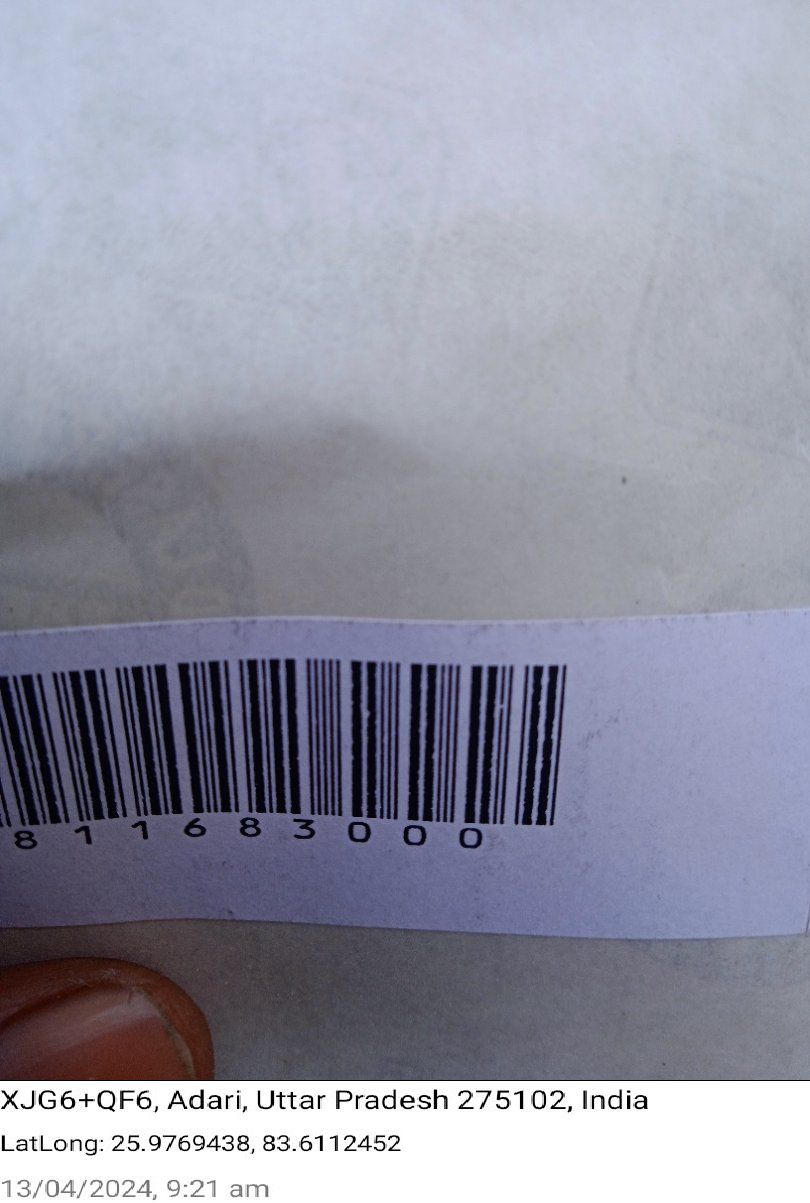 811683000
XJG6+QF6, Adari, Uttar Pradesh 275102, India
LatLong: 25.9769438, 83.6112452
13/04/2024, 9:21 am